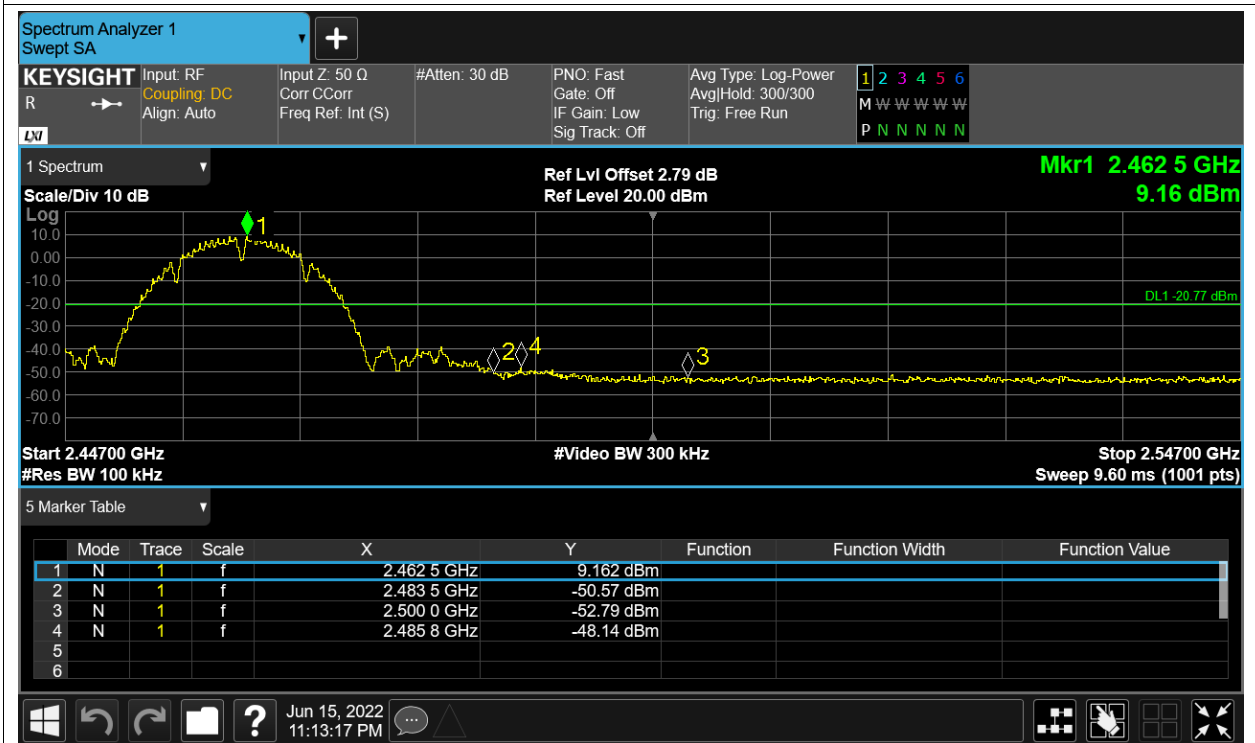 Spectrum Analyzer 1
Swept SA
KEYSIGHT
R
LXI
Input: RF
Coupling: DC
Align: Auto
Input Z: 50 Ω
Corr CCorr
Freq Ref: Int (S)
#Atten: 30 dB
PNO: Fast
Gate: Off
IF Gain: Low
Sig Track: Off
Avg Type: Log-Power
Avg|Hold: 300/300
Trig: Free Run
1 2 3 4 5 6
M W W W W W
P N N N N N
1 Spectrum
Scale/Div 10 dB
Ref Lvl Offset 2.79 dB
Ref Level 20.00 dBm
Mkr1 2.462 5 GHz
9.16 dBm
Log
10.0
0.00
-10.0
-20.0
-30.0
-40.0
-50.0
-60.0
-70.0
1
2
4
3
DL1 -20.77 dBm
Start 2.44700 GHz
#Video BW 300 kHz
Stop 2.54700 GHz
#Res BW 100 kHz
Sweep 9.60 ms (1001 pts)
5 Marker Table
Mode Trace Scale X Y Function Function Width Function Value
1 N 1 f 2.462 5 GHz 9.162 dBm
2 N 1 f 2.483 5 GHz -50.57 dBm
3 N 1 f 2.500 0 GHz -52.79 dBm
4 N 1 f 2.485 8 GHz -48.14 dBm
5
6
?
Jun 15, 2022
11:13:17 PM